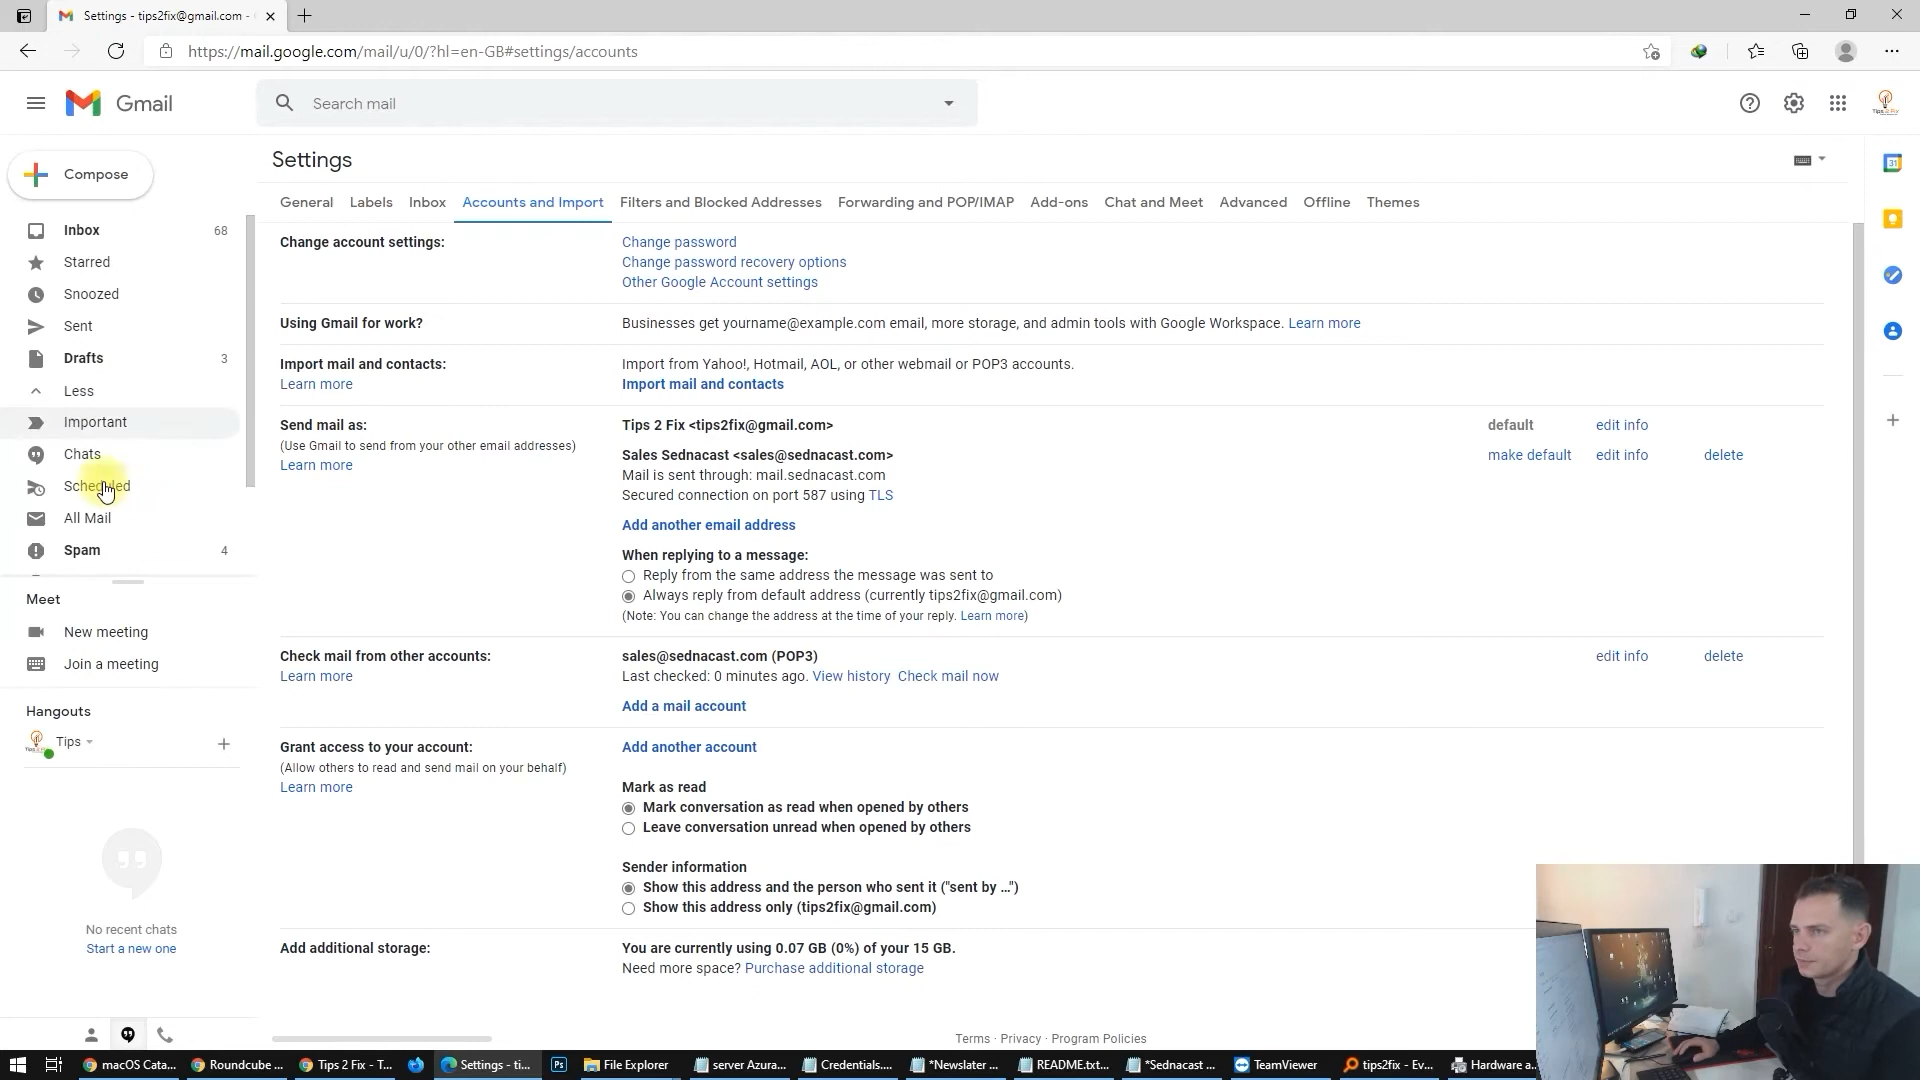 Settings - tips2fix@gmail.com -
https://mail.google.com/mail/u/0/?hl=en-GB#settings/accounts
Gmail
Search mail
Compose
Inbox 68
Starred
Snoozed
Sent
Drafts 3
Less
Important
Chats
Scheduled
All Mail
Spam 4
Meet
New meeting
Join a meeting
Hangouts
Tips
No recent chats
Start a new one
Settings
General Labels Inbox Accounts and Import Filters and Blocked Addresses Forwarding and POP/IMAP Add-ons Chat and Meet Advanced Offline Themes
Change account settings: Change password
Change password recovery options
Other Google Account settings
Using Gmail for work? Businesses get yourname@example.com email, more storage, and admin tools with Google Workspace. Learn more
Import mail and contacts: Import from Yahoo!, Hotmail, AOL, or other webmail or POP3 accounts.
Learn more Import mail and contacts
Send mail as: Tips 2 Fix <tips2fix@gmail.com> default edit info
(Use Gmail to send from your other email addresses)
Learn more
Sales Sednacast <sales@sednacast.com> make default edit info delete
Mail is sent through: mail.sednacast.com
Secured connection on port 587 using TLS
Add another email address
When replying to a message:
Reply from the same address the message was sent to
Always reply from default address (currently tips2fix@gmail.com)
(Note: You can change the address at the time of your reply. Learn more)
Check mail from other accounts: sales@sednacast.com (POP3) edit info delete
Learn more Last checked: 0 minutes ago. View history Check mail now
Add a mail account
Grant access to your account: Add another account
(Allow others to read and send mail on your behalf)
Learn more
Mark as read
Mark conversation as read when opened by others
Leave conversation unread when opened by others
Sender information
Show this address and the person who sent it ("sent by ...")
Show this address only (tips2fix@gmail.com)
Add additional storage: You are currently using 0.07 GB (0%) of your 15 GB.
Need more space? Purchase additional storage
Terms · Privacy · Program Policies
31
macOS Cata... Roundcube ... Tips 2 Fix - T... Settings - ti... Ps File Explorer server Azura... Credentials.... *Newslater ... README.txt... *Sednacast ... TeamViewer tips2fix - Ev... Hardware a...